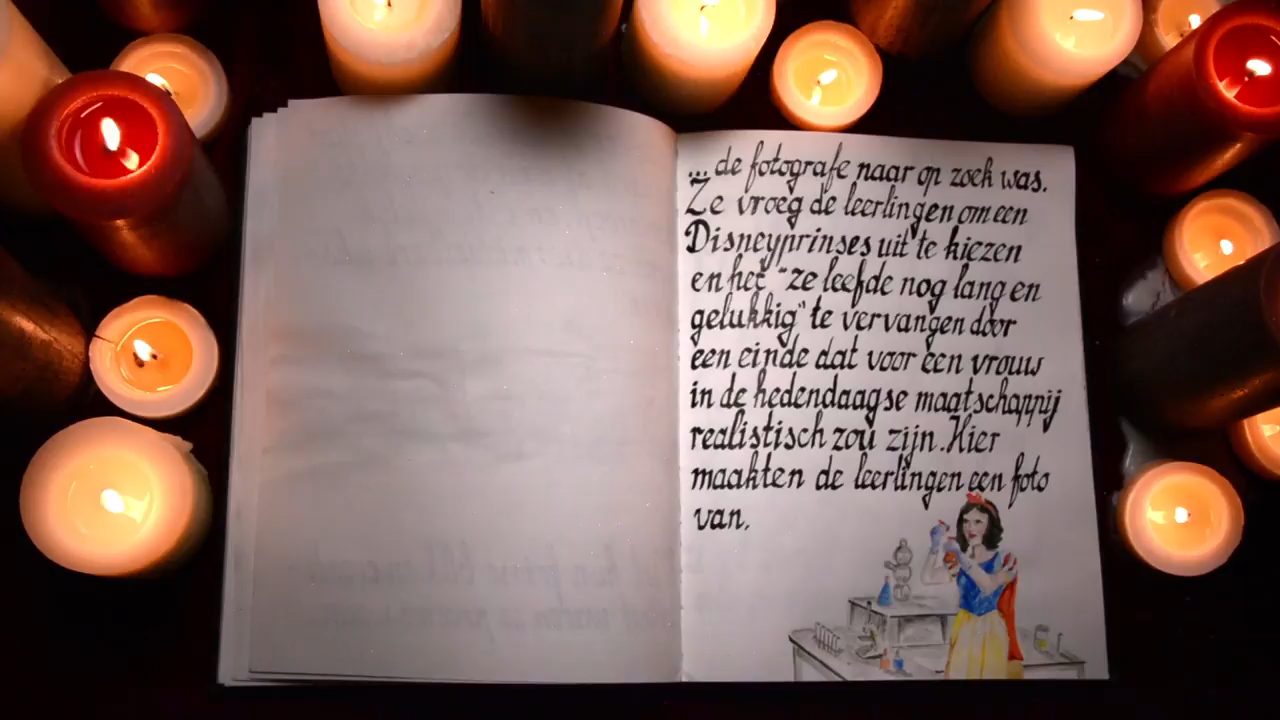 ... de fotografe naar op zoek was.
Ze vroeg de leerlingen om een
Disneyprinses uit te kiezen
en het "ze leefde nog lang en
gelukkig" te vervangen door
een einde dat voor een vrouw
in de hedendaagse maatschappij
realistisch zou zijn. Hier
maakten de leerlingen een foto
van.